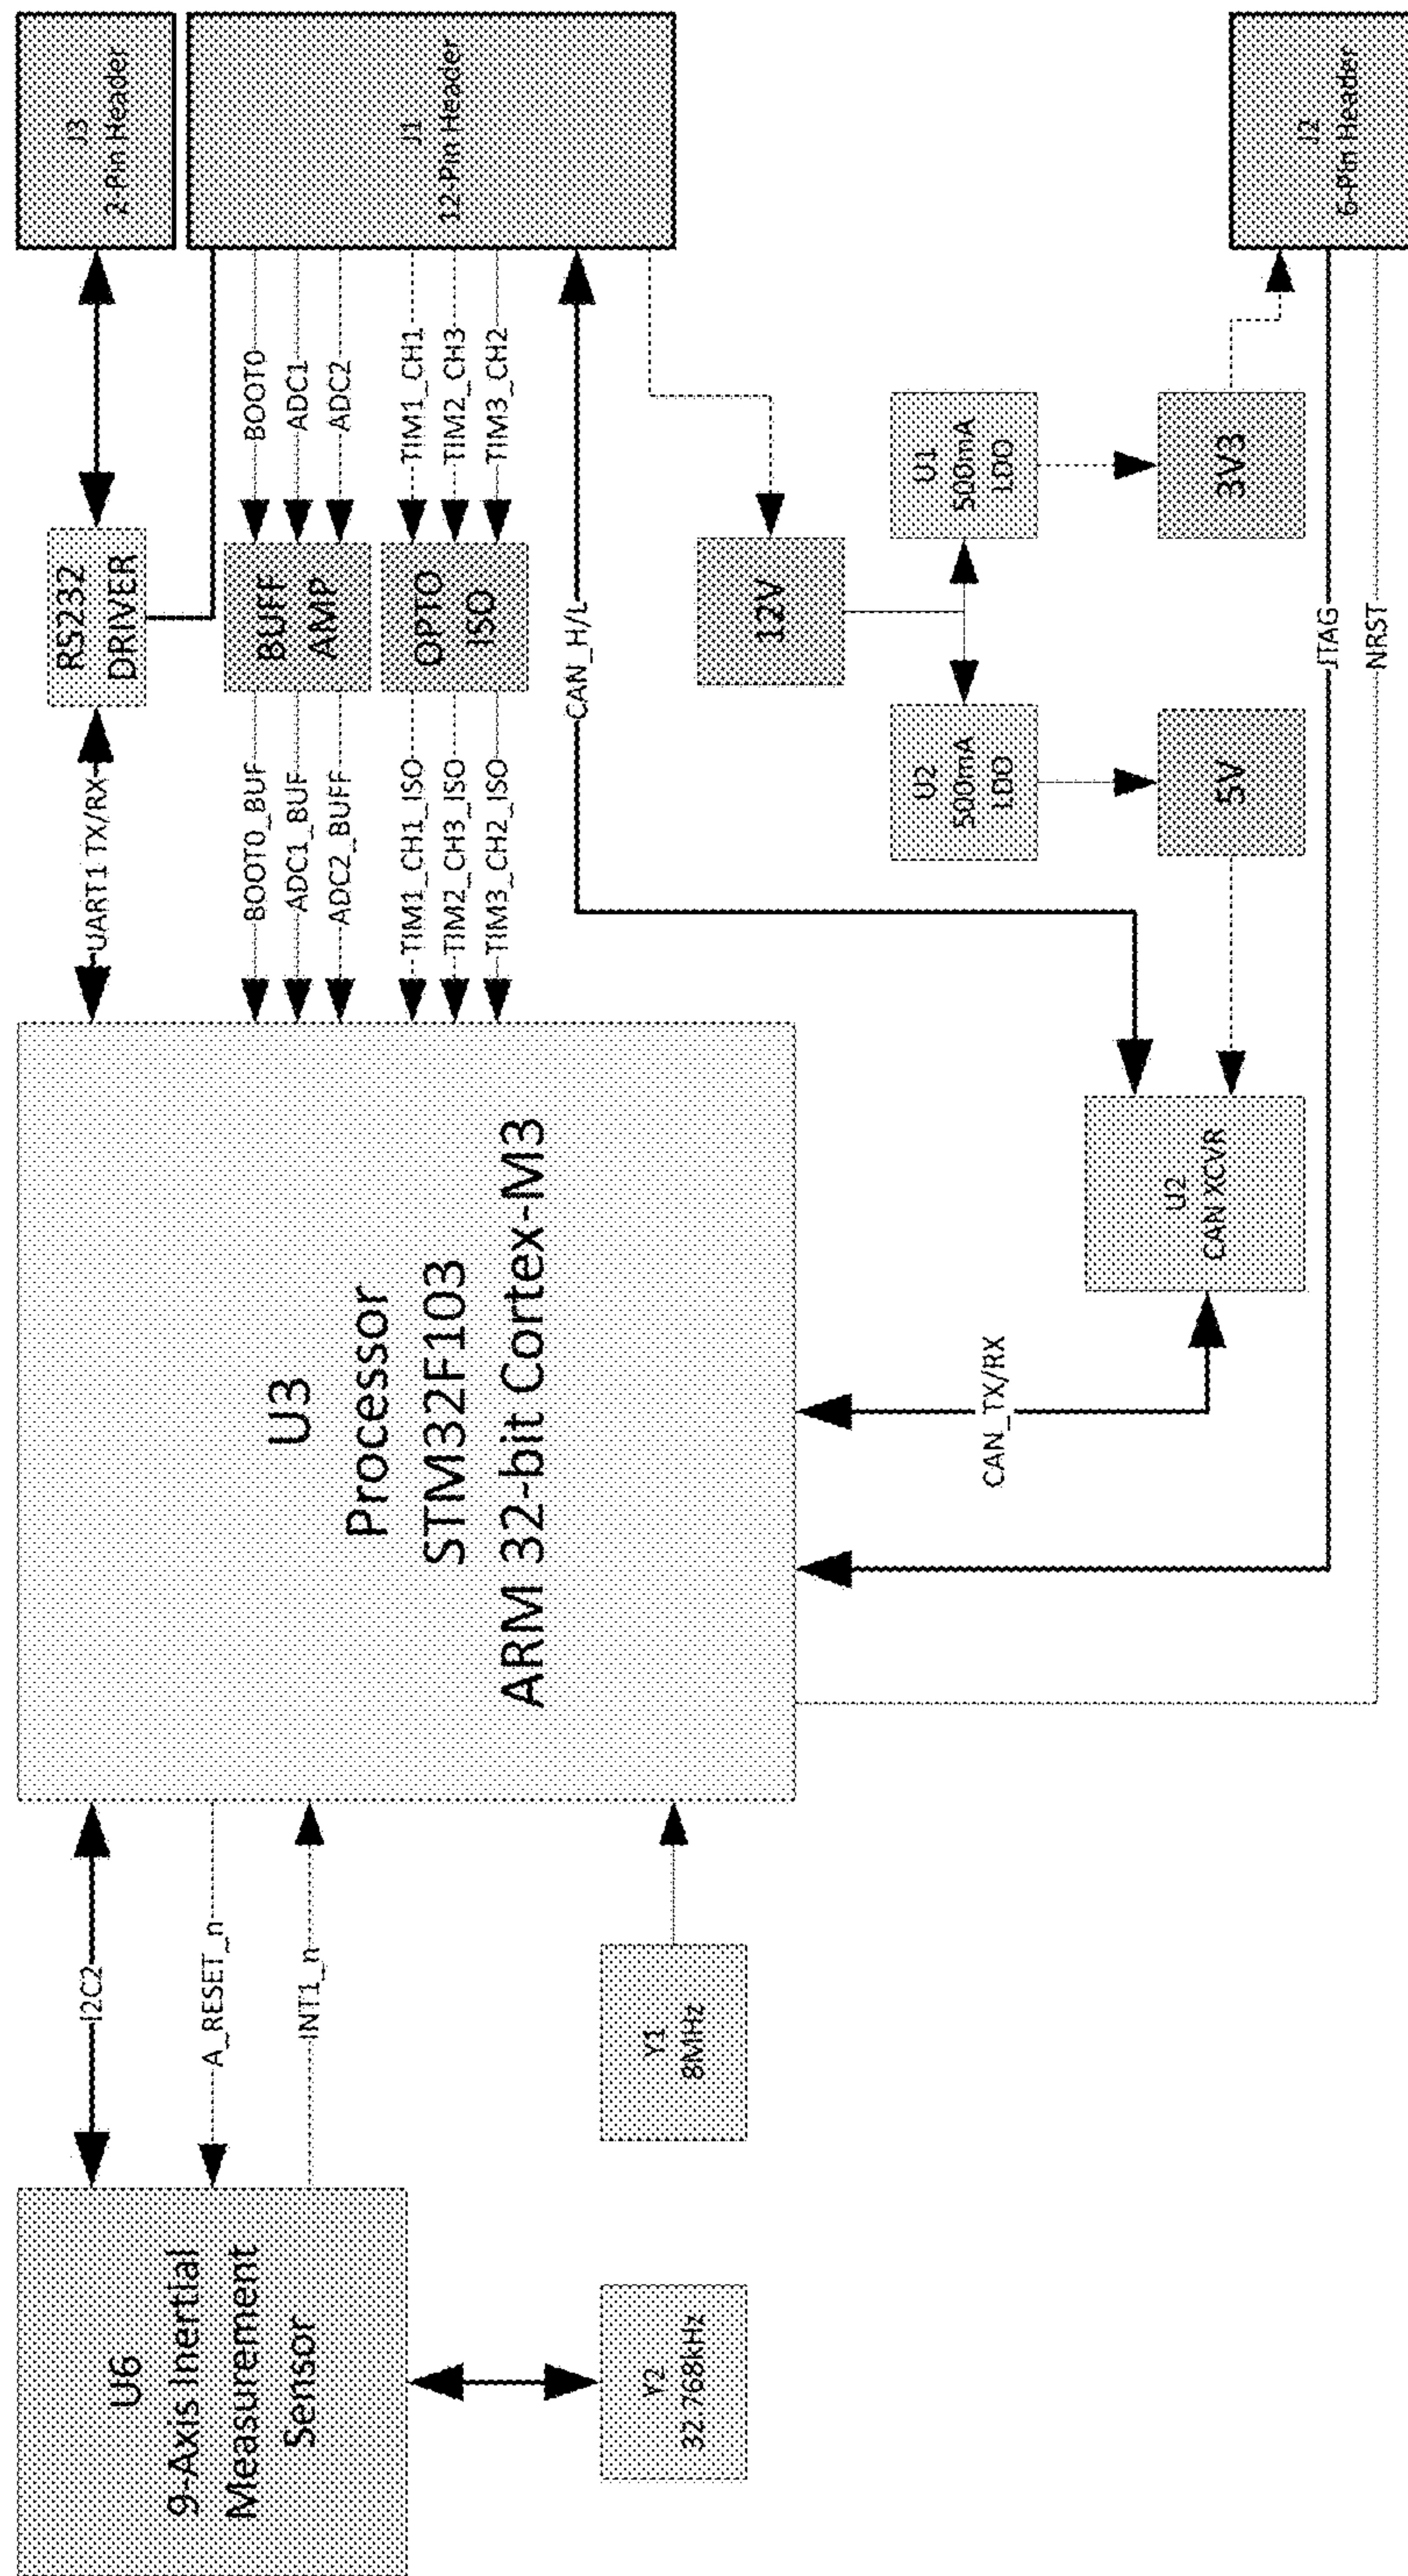 U6
9-Axis Inertial
Measurement
Sensor
Y2
32.768kHz
I2C2
A_RESET_n
INT1_n
Y1
8MHz
U3
Processor
STM32F103
ARM 32-bit Cortex-M3
CAN_TX/RX
U2
CAN XCVR
UART1 TX/RX
BOOT0_BUF
ADC1_BUF
ADC2_BUFF
TIM1_CH1_ISO
TIM2_CH3_ISO
TIM3_CH2_ISO
RS232
DRIVER
BUFF
AMP
OPTO
ISO
CAN_H/L
12V
U2
500mA
LDO
5V
U1
500mA
LDO
3V3
BOOT0
ADC1
ADC2
TIM1_CH1
TIM2_CH3
TIM3_CH2
JTAG
NRST
J3
2-Pin Header
J1
12-Pin Header
J2
6-Pin Header